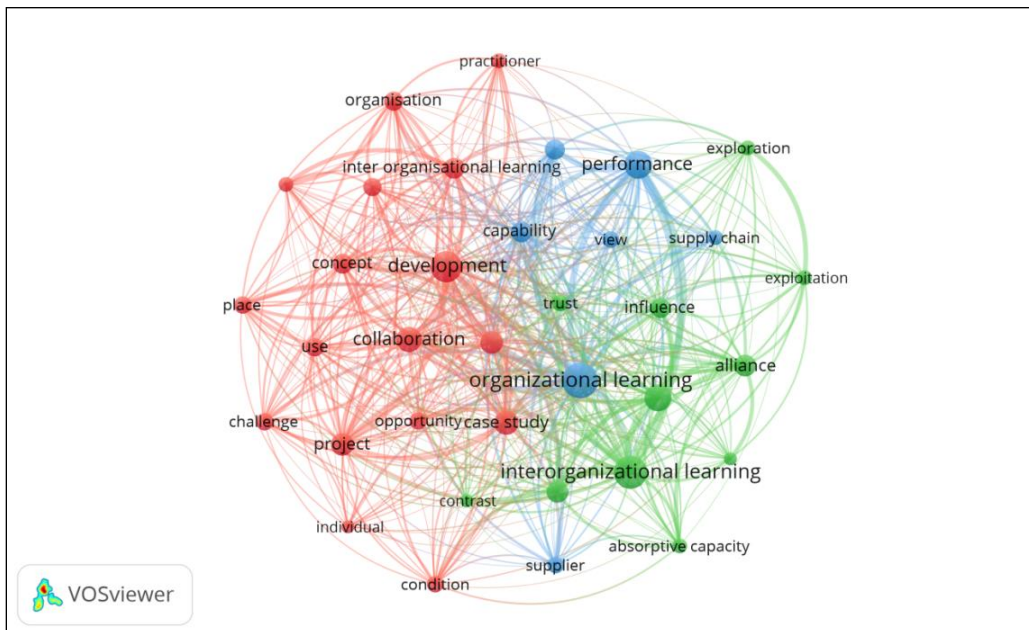 practitioner
organisation
inter organisational learning
performance
exploration
capability
view
supply chain
concept
development
exploitation
place
trust
influence
use
collaboration
alliance
organizational learning
challenge
opportunity
case study
project
interorganizational learning
contrast
individual
absorptive capacity
supplier
condition
VOSviewer